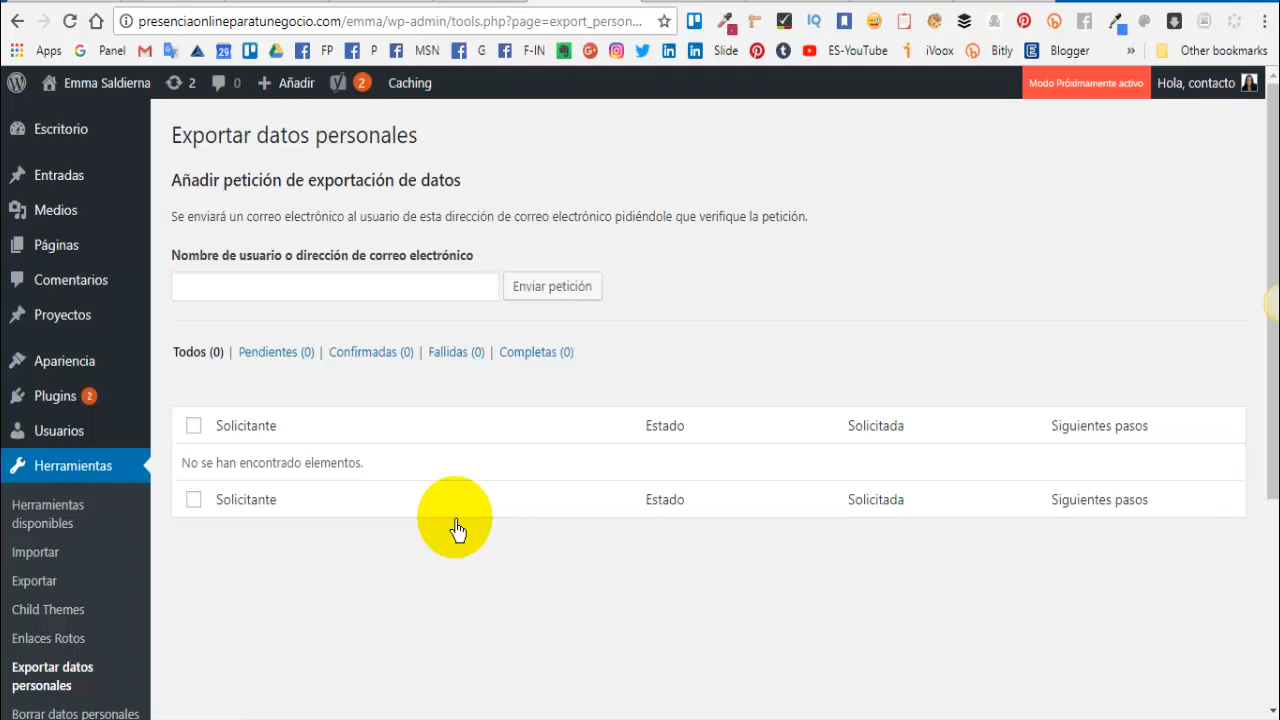 presenciaonlineparatunegocio.com/emma/wp-admin/tools.php?page=export_person...
Apps Panel 29 FP P MSN G F-IN Slide ES-YouTube iVoox Bitly Blogger » Other bookmarks
Emma Saldierna 2 0 Añadir 2 Caching Modo Próximamente activo Hola, contacto
Escritorio
Entradas
Medios
Páginas
Comentarios
Proyectos
Apariencia
Plugins 2
Usuarios
Herramientas
Herramientas
disponibles
Importar
Exportar
Child Themes
Enlaces Rotos
Exportar datos
personales
Borrar datos personales
Exportar datos personales
Añadir petición de exportación de datos
Se enviará un correo electrónico al usuario de esta dirección de correo electrónico pidiéndole que verifique la petición.
Nombre de usuario o dirección de correo electrónico
Enviar petición
Todos (0) | Pendientes (0) | Confirmadas (0) | Fallidas (0) | Completas (0)
Solicitante Estado Solicitada Siguientes pasos
No se han encontrado elementos.
Solicitante Estado Solicitada Siguientes pasos